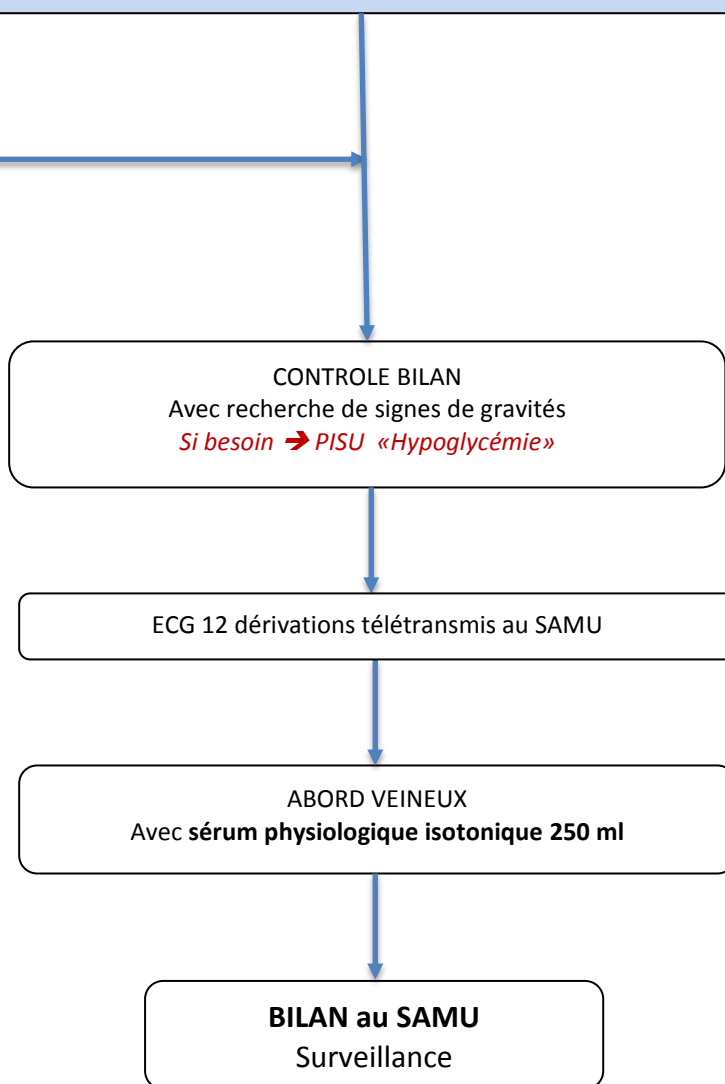 CONTROLE BILAN
Avec recherche de signes de gravités
Si besoin ➔ PISU «Hypoglycémie»
ECG 12 dérivations télétransmis au SAMU
ABORD VEINEUX
Avec sérum physiologique isotonique 250 ml
BILAN au SAMU
Surveillance